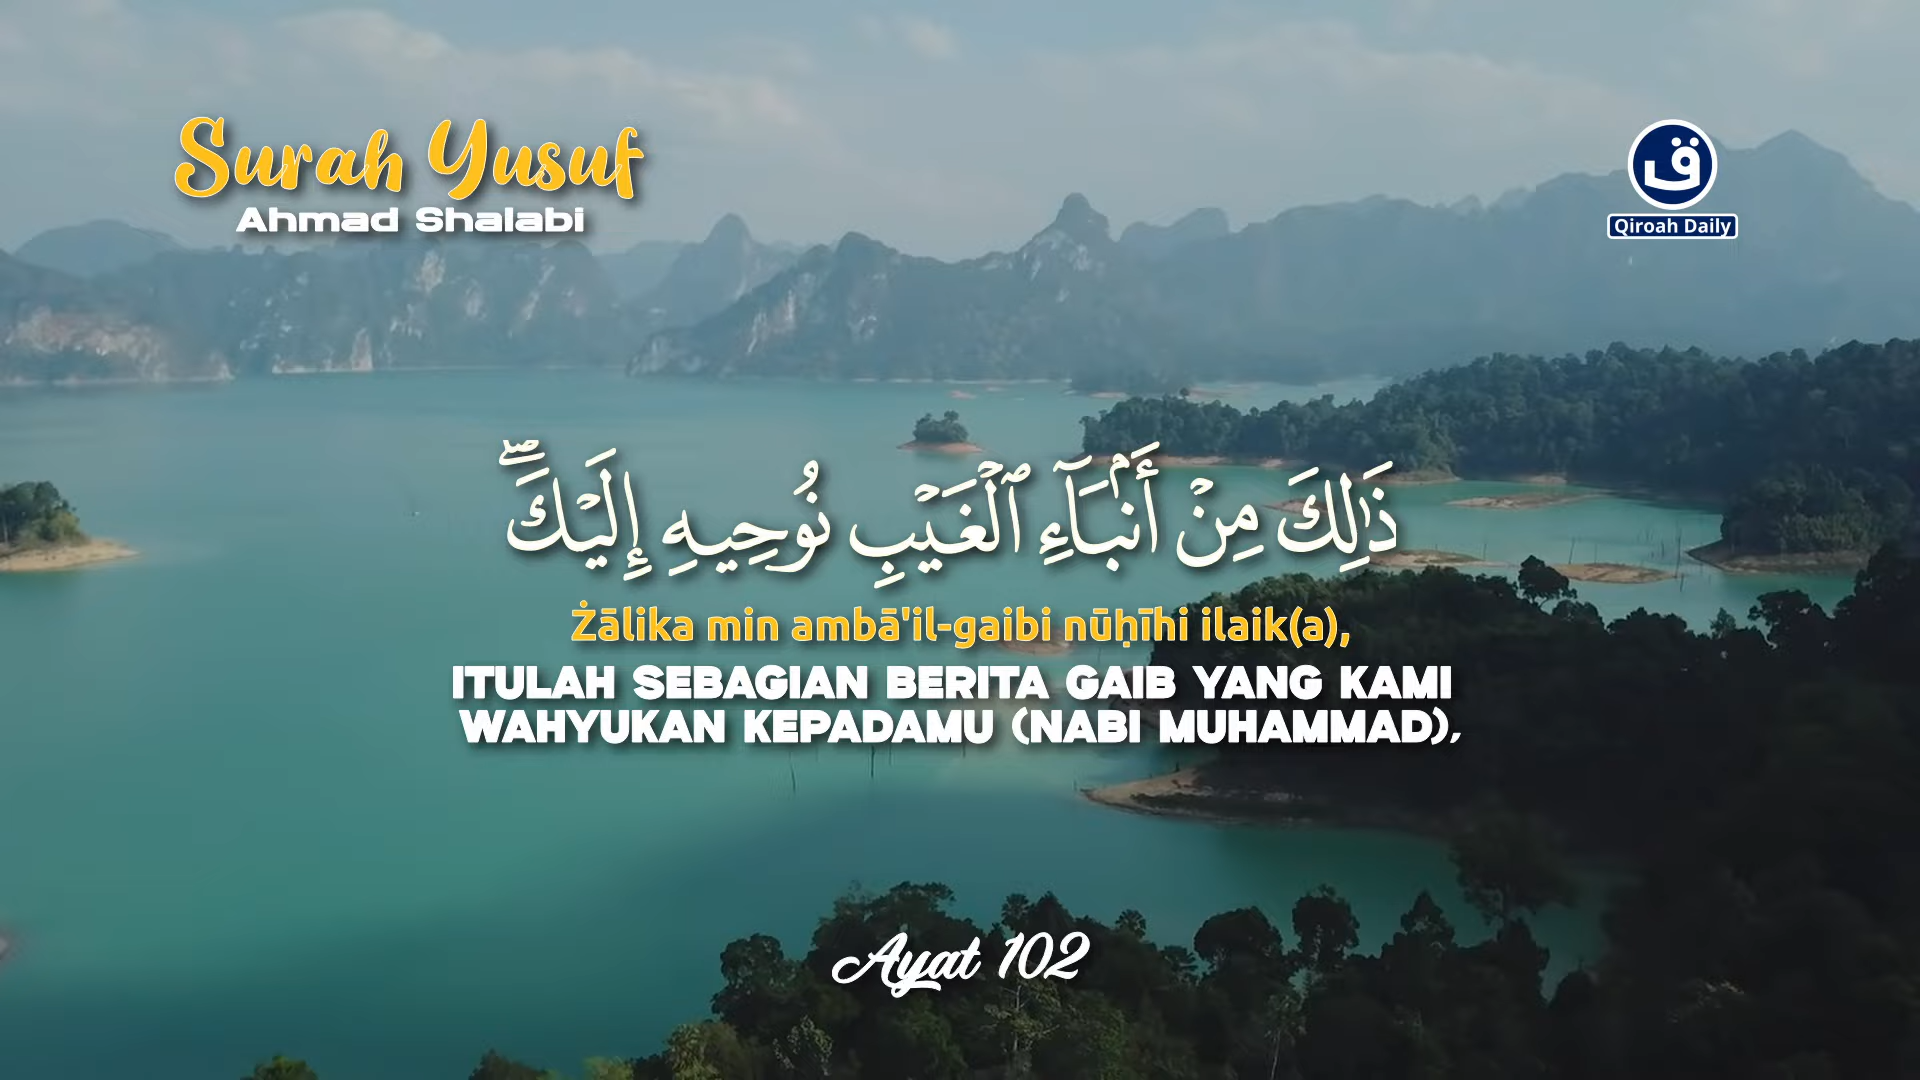 Surah Yusuf
Ahmad Shalabi
ق
Qiroah Daily
ذَٰلِكَ مِنْ أَنۢبَآءِ ٱلْغَيْبِ نُوحِيهِ إِلَيْكَ ۖ
Żālika min ambā'il-gaibi nūḥīhi ilaik(a),
ITULAH SEBAGIAN BERITA GAIB YANG KAMI
WAHYUKAN KEPADAMU (NABI MUHAMMAD),
Ayat 102